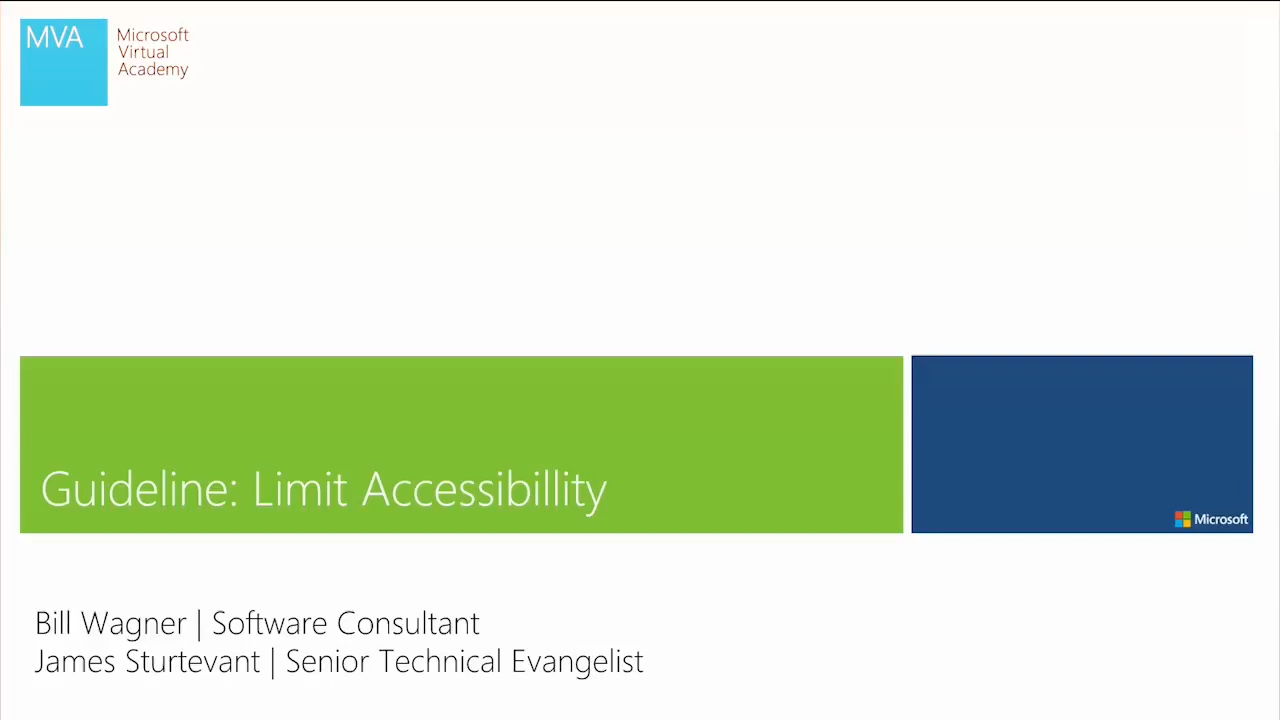 MVA
Microsoft
Virtual
Academy
Guideline: Limit Accessibillity
Microsoft
Bill Wagner | Software Consultant
James Sturtevant | Senior Technical Evangelist